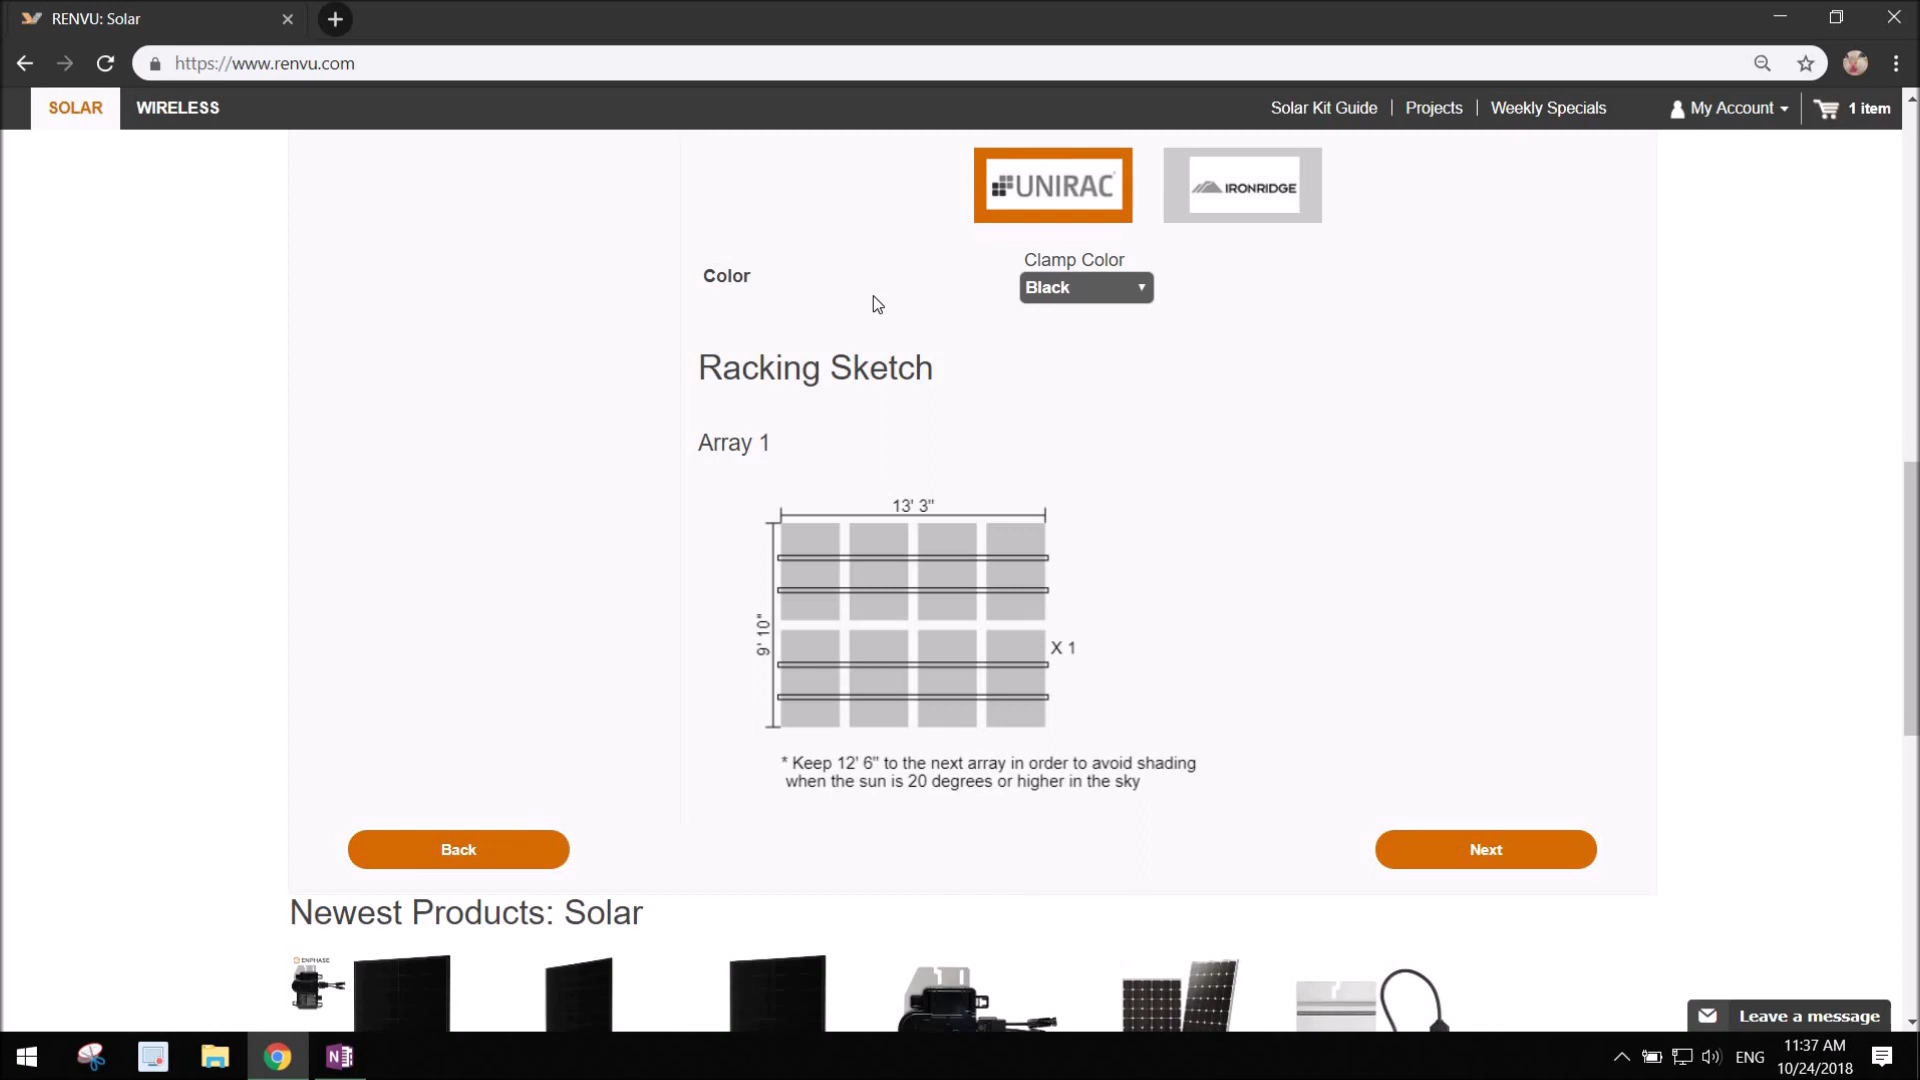 RENVU: Solar
https://www.renvu.com
SOLAR
WIRELESS
Solar Kit Guide
Projects
Weekly Specials
My Account
1 item
UNIRAC
IRONRIDGE
Color
Clamp Color
Black
Racking Sketch
Array 1
13' 3"
9' 10"
X 1
* Keep 12' 6" to the next array in order to avoid shading
when the sun is 20 degrees or higher in the sky
Back
Next
Newest Products: Solar
ENPHASE
Leave a message
ENG
11:37 AM
10/24/2018